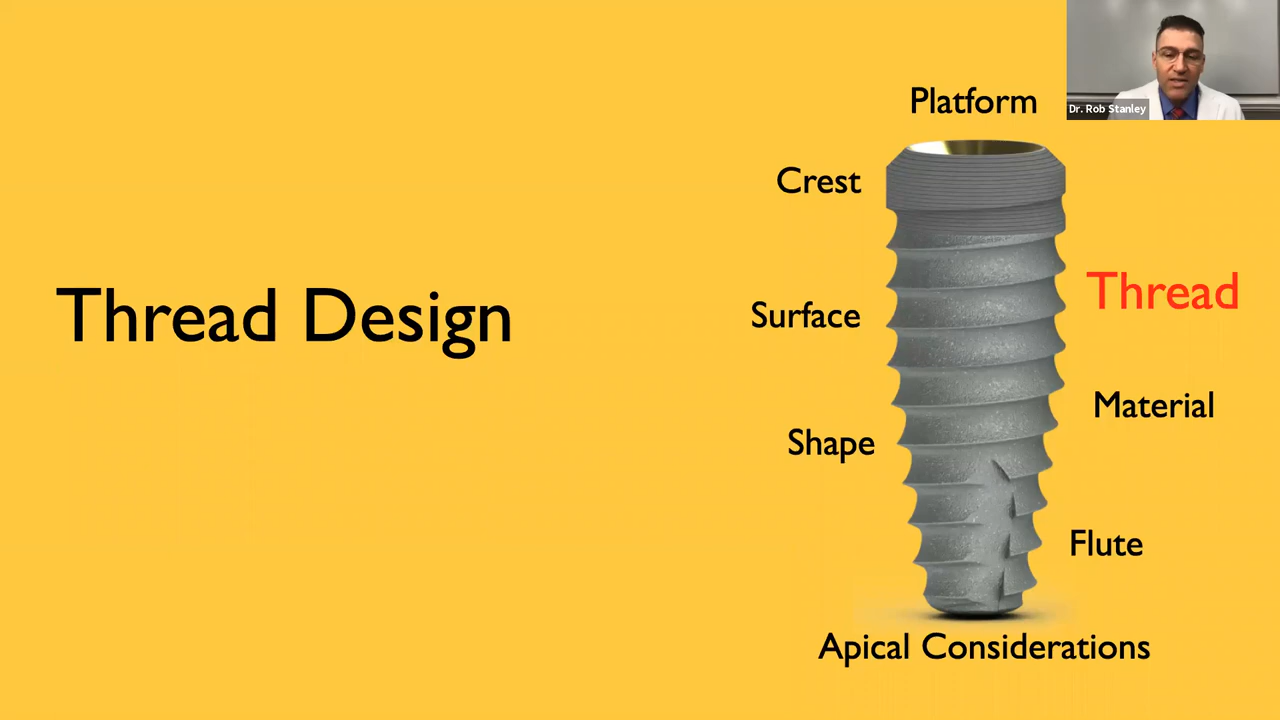 Thread Design
Platform
Crest
Thread
Surface
Material
Shape
Flute
Apical Considerations
Dr. Rob Stanley